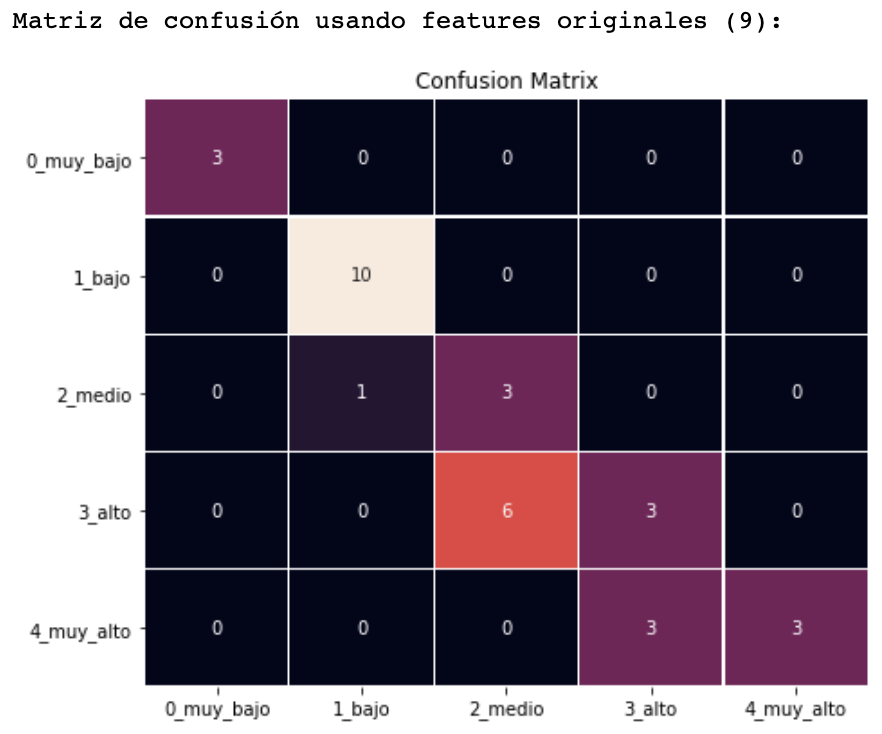 Matriz de confusión usando features originales (9):
Confusion Matrix
0_muy_bajo 3 0 0 0 0
1_bajo 0 10 0 0 0
2_medio 0 1 3 0 0
3_alto 0 0 6 3 0
4_muy_alto 0 0 0 3 3
0_muy_bajo 1_bajo 2_medio 3_alto 4_muy_alto